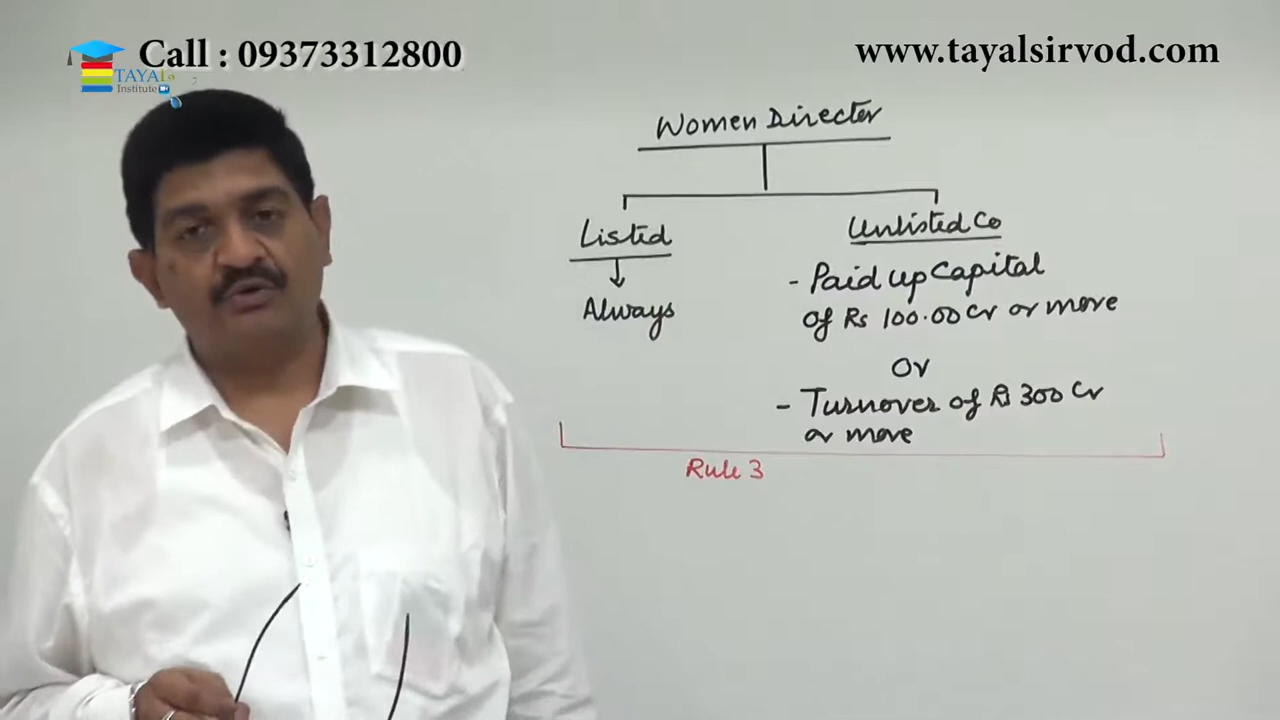 Call : 09373312800
www.tayalsirvod.com
TAYAL
Institute
Women Director
Listed
Unlisted Co
Always
- Paid up Capital
of Rs 100.00 Cr or more
or
- Turnover of Rs 300 Cr
or more
Rule 3